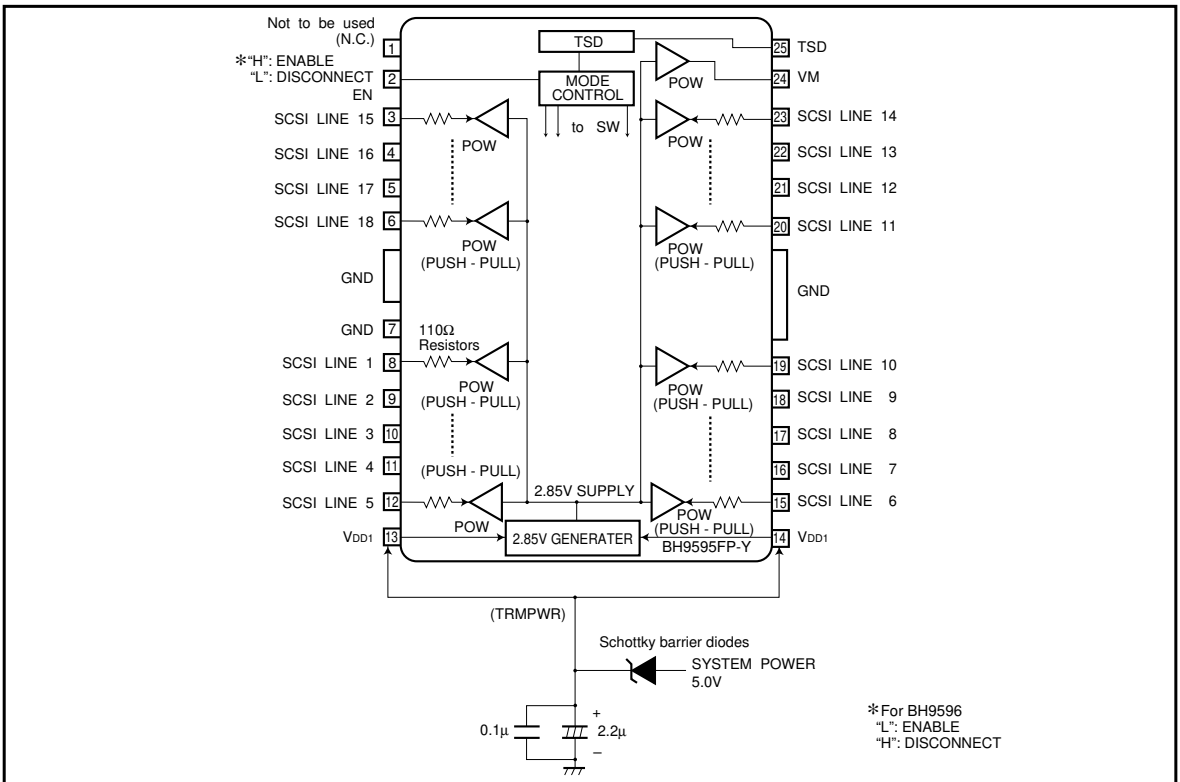 Not to be used
(N.C.)
1
*“H”: ENABLE
“L”: DISCONNECT
EN
2
SCSI LINE 15 3
SCSI LINE 16 4
SCSI LINE 17 5
SCSI LINE 18 6
GND
GND 7
SCSI LINE 1 8
SCSI LINE 2 9
SCSI LINE 3 10
SCSI LINE 4 11
SCSI LINE 5 12
VDD1 13
TSD
MODE
CONTROL
to SW
POW
POW
(PUSH - PULL)
110Ω
Resistors
POW
(PUSH - PULL)
(PUSH - PULL)
POW
2.85V SUPPLY
2.85V GENERATER
POW
POW
POW
(PUSH - PULL)
POW
(PUSH - PULL)
POW
(PUSH - PULL)
BH9595FP-Y
25 TSD
24 VM
23 SCSI LINE 14
22 SCSI LINE 13
21 SCSI LINE 12
20 SCSI LINE 11
GND
19 SCSI LINE 10
18 SCSI LINE 9
17 SCSI LINE 8
16 SCSI LINE 7
15 SCSI LINE 6
14 VDD1
(TRMPWR)
Schottky barrier diodes
SYSTEM POWER
5.0V
0.1µ
+
2.2µ
–
*For BH9596
“L”: ENABLE
“H”: DISCONNECT